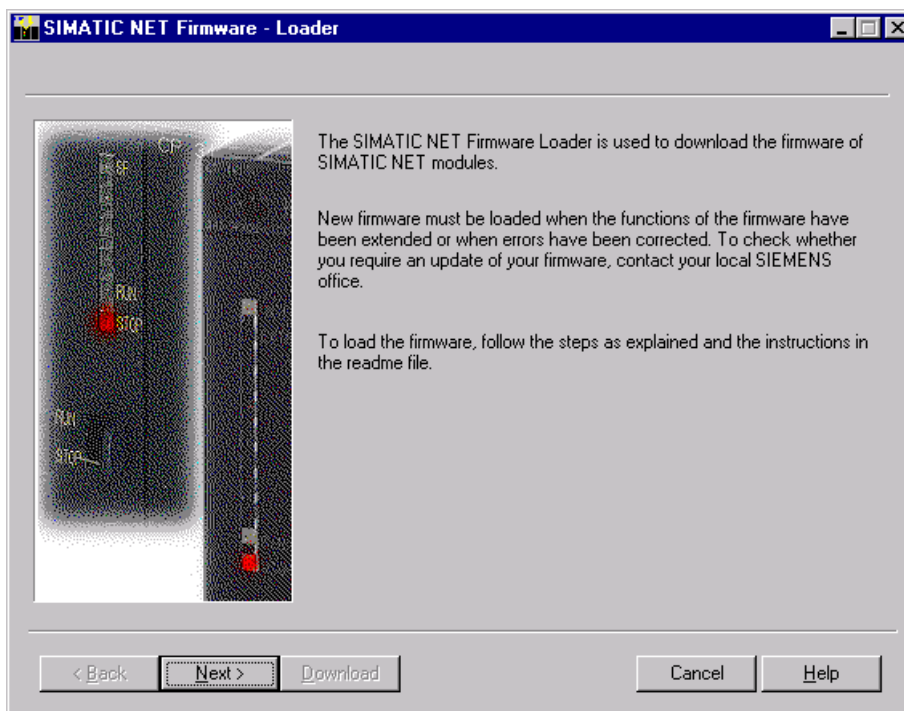 SIMATIC NET Firmware - Loader
The SIMATIC NET Firmware Loader is used to download the firmware of
SIMATIC NET modules.
New firmware must be loaded when the functions of the firmware have
been extended or when errors have been corrected. To check whether
you require an update of your firmware, contact your local SIEMENS
office.
To load the firmware, follow the steps as explained and the instructions in
the readme file.
CP 3
SF
RUN
STOP
RUN
STOP
< Back
Next >
Download
Cancel
Help